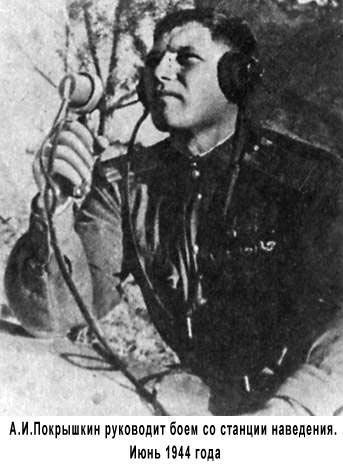 А.И.Покрышкин руководит боем со станции наведения.
Июнь 1944 года